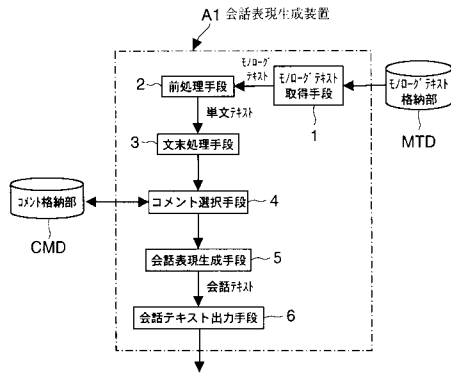 A1 会話表現生成装置
モノローグ
テキスト
2
前処理手段
モノローグテキスト
取得手段
モノローグテキスト
格納部
1
MTD
単文テキスト
3
文末処理手段
コメント格納部
コメント選択手段
4
CMD
会話表現生成手段
5
会話テキスト
会話テキスト出力手段
6